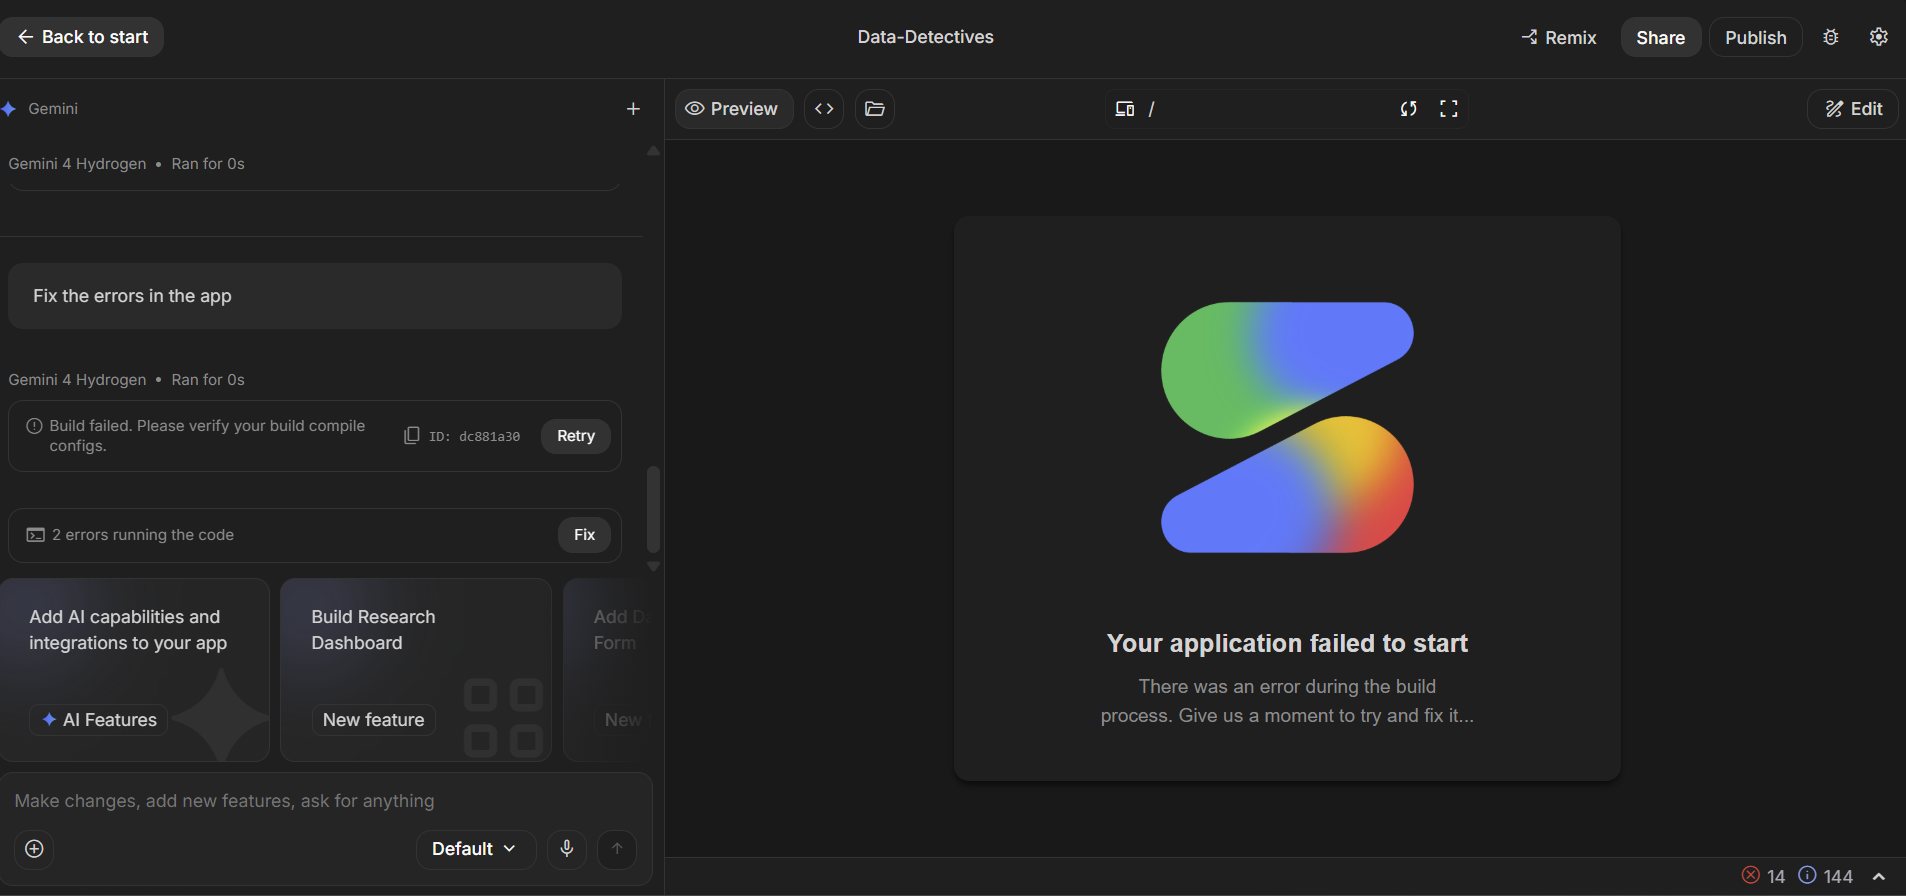 Back to start
Data-Detectives
Remix
Share
Publish
Gemini
Preview
/
Edit
Gemini 4 Hydrogen • Ran for 0s
Fix the errors in the app
Gemini 4 Hydrogen • Ran for 0s
Build failed. Please verify your build compile
configs.
ID: dc881a30
Retry
2 errors running the code
Fix
Add AI capabilities and
integrations to your app
AI Features
Build Research
Dashboard
New feature
Add
Form
New
Make changes, add new features, ask for anything
Default
Your application failed to start
There was an error during the build
process. Give us a moment to try and fix it...
14
144